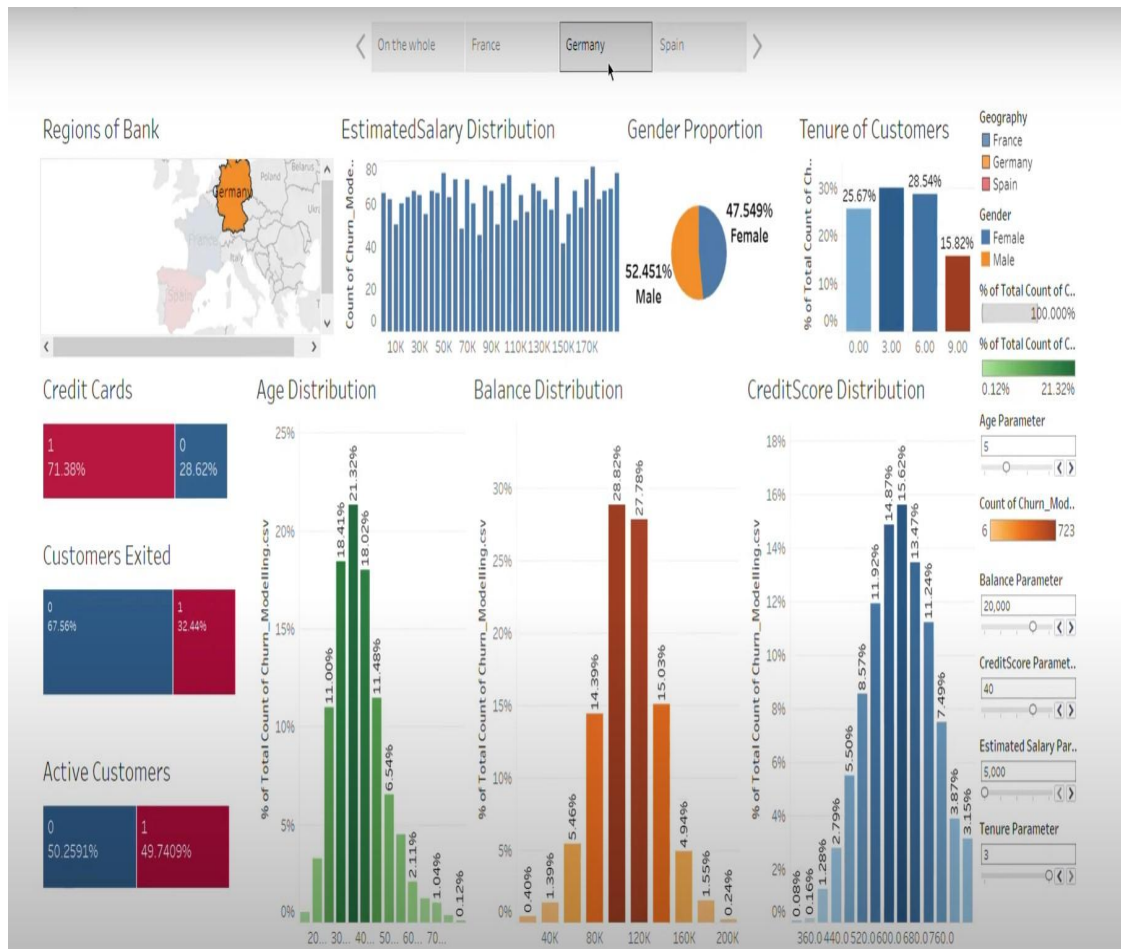 On the whole
France
Germany
Spain
Regions of Bank
EstimatedSalary Distribution
Gender Proportion
Tenure of Customers
Geography
France
Germany
Spain
Gender
Female
Male
% of Total Count of C..
100.000%
% of Total Count of C..
0.12% 21.32%
Germany
France
Spain
Poland
Belarus
Ukr
Italy
Count of Churn_Mode..
80
60
40
20
0
10K 30K 50K 70K 90K 110K 130K 150K 170K
47.549%
Female
52.451%
Male
% of Total Count of Ch..
30%
20%
10%
0%
25.67%
28.54%
15.82%
0.00 3.00 6.00 9.00
Credit Cards
1
71.38%
0
28.62%
Customers Exited
0
67.56%
1
32.44%
Active Customers
0
50.2591%
1
49.7409%
Age Distribution
% of Total Count of Churn_Modelling.csv
25%
20%
15%
10%
5%
0%
11.00%
18.41%
21.32%
18.02%
11.48%
6.54%
2.11%
1.04%
0.12%
20... 30... 40... 50... 60... 70...
Balance Distribution
% of Total Count of Churn_Modelling.csv
30%
25%
20%
15%
10%
5%
0%
0.40%
1.39%
5.46%
14.39%
28.82%
27.78%
15.03%
4.94%
1.55%
0.24%
40K 80K 120K 160K 200K
CreditScore Distribution
% of Total Count of Churn_Modelling.csv
18%
16%
14%
12%
10%
8%
6%
4%
2%
0%
0.08%
0.16%
1.28%
2.79%
5.50%
8.57%
11.92%
14.87%
15.62%
13.47%
11.24%
7.49%
3.87%
3.15%
360.0 440.0 520.0 600.0 680.0 760.0
Age Parameter
5
Count of Churn_Mod..
6 723
Balance Parameter
20,000
CreditScore Paramet..
40
Estimated Salary Par..
5,000
Tenure Parameter
3